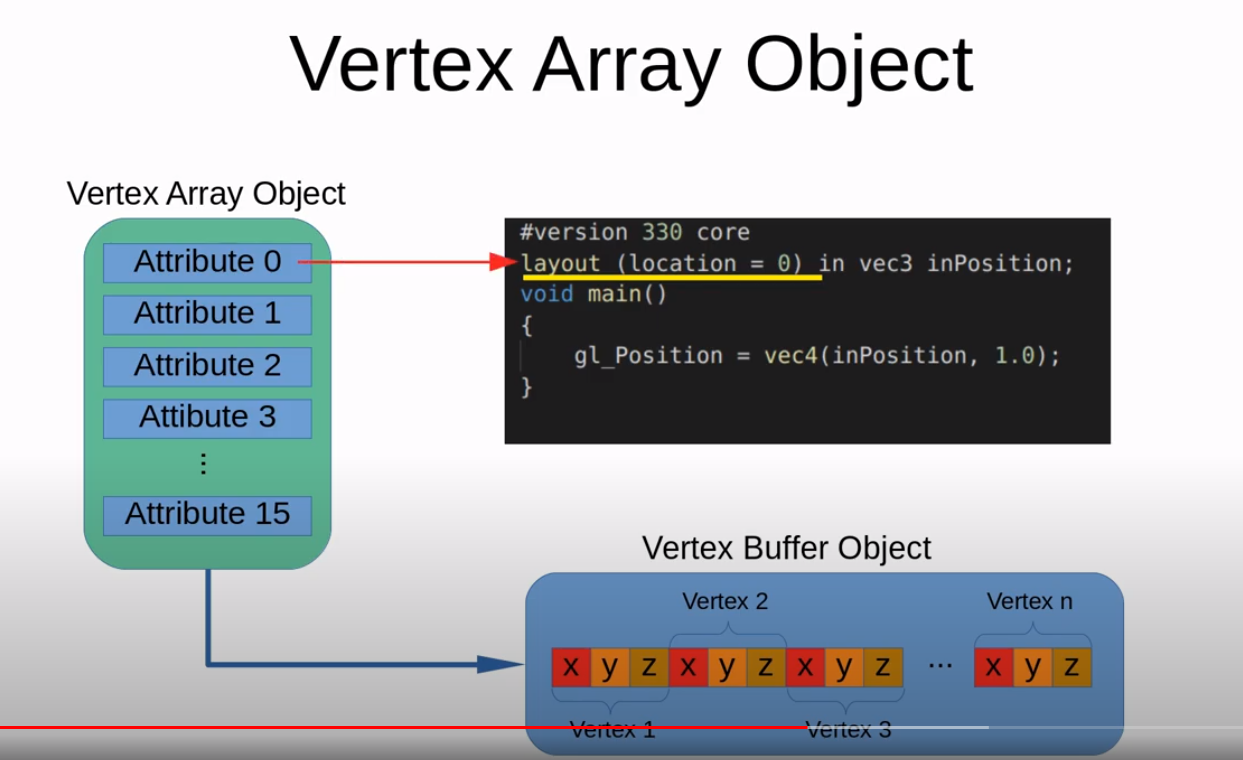 Vertex Array Object
Vertex Array Object
Attribute 0
Attribute 1
Attribute 2
Attibute 3
⋮
Attribute 15
#version 330 core
layout (location = 0) in vec3 inPosition;
void main()
{
    gl_Position = vec4(inPosition, 1.0);
}
Vertex Buffer Object
Vertex 2 Vertex n
x y z x y z x y z ... x y z
Vertex 1 Vertex 3